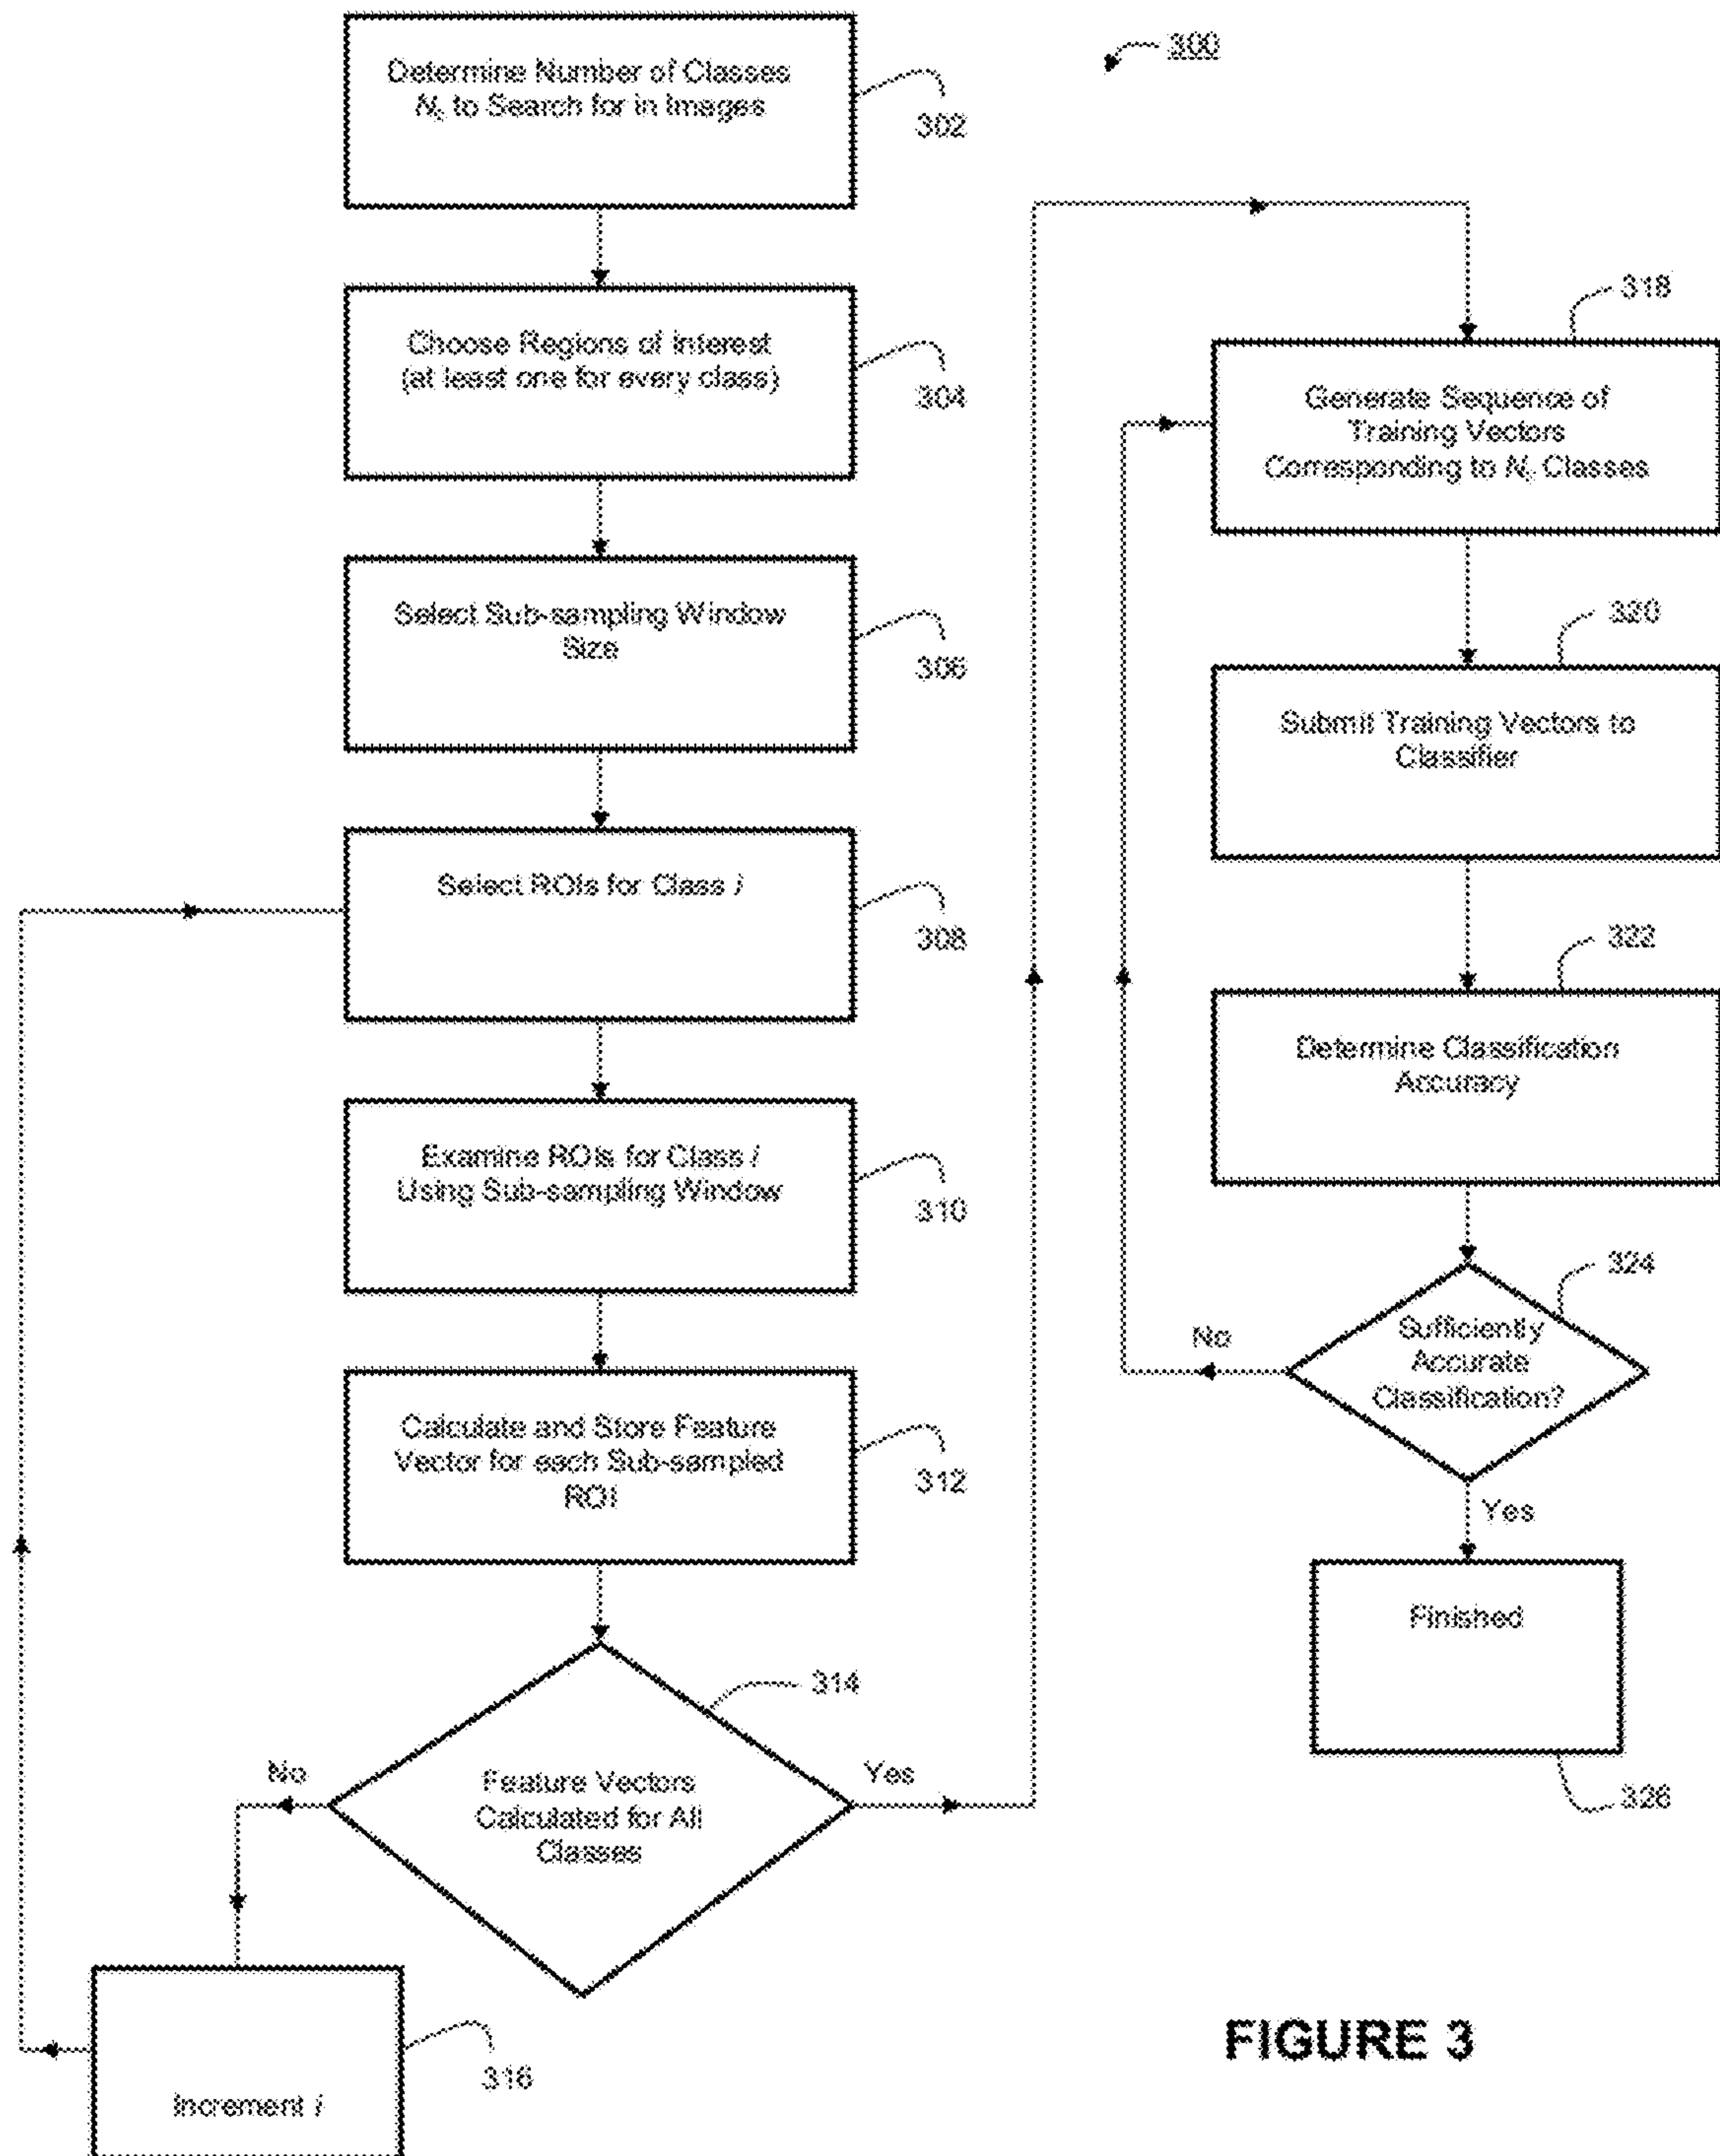 300
Determine Number of Classes
Nc to Search for in Images
302
Choose Regions of Interest
(at least one for every class)
304
Select Sub-sampling Window
Size
306
Select ROIs for Class i
308
Examine ROIs for Class i
Using Sub-sampling Window
310
Calculate and Store Feature
Vector for each Sub-sampled
ROI
312
314
Feature Vectors
Calculated for All
Classes
No
Yes
Increment i
316
318
Generate Sequence of
Training Vectors
Corresponding to Nc Classes
320
Submit Training Vectors to
Classifier
322
Determine Classification
Accuracy
324
Sufficiently
Accurate
Classification?
No
Yes
Finished
326
FIGURE 3